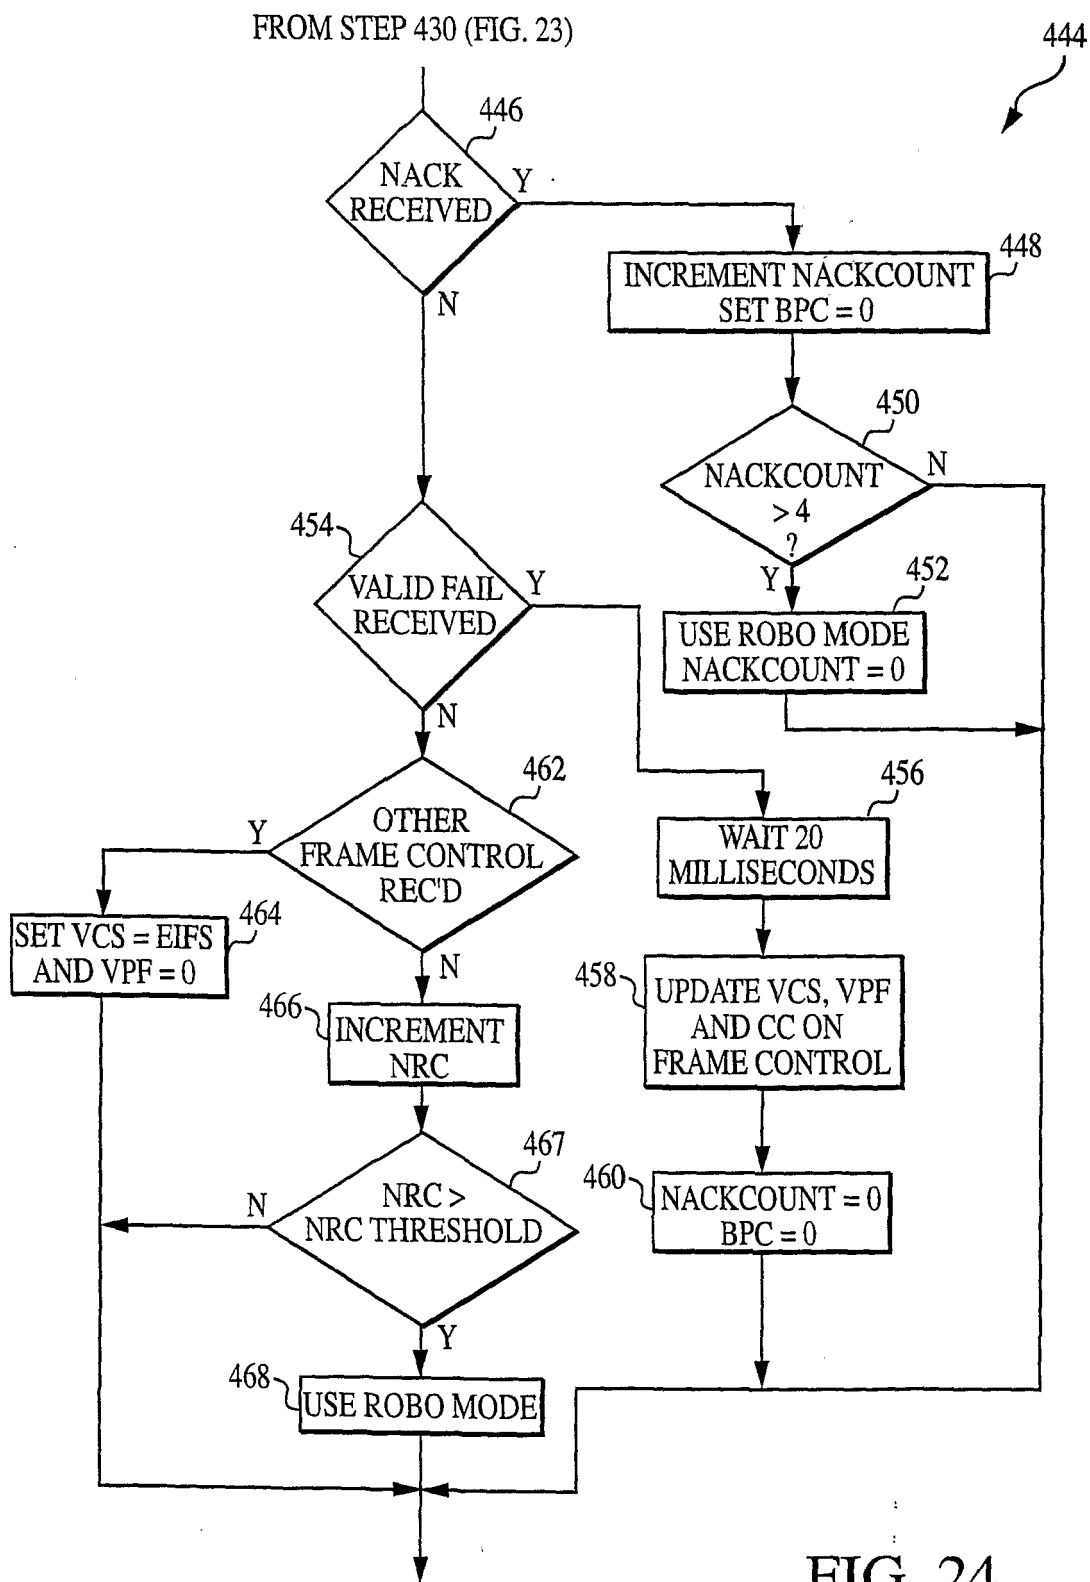 FROM STEP 430 (FIG. 23)
444
446
NACK
RECEIVED
Y
N
448
INCREMENT NACKCOUNT
SET BPC = 0
450
NACKCOUNT
> 4
?
N
Y
452
USE ROBO MODE
NACKCOUNT = 0
454
VALID FAIL
RECEIVED
Y
N
456
WAIT 20
MILLISECONDS
458
UPDATE VCS, VPF
AND CC ON
FRAME CONTROL
460
NACKCOUNT = 0
BPC = 0
462
OTHER
FRAME CONTROL
REC'D
Y
N
464
SET VCS = EIFS
AND VPF = 0
466
INCREMENT
NRC
467
NRC >
NRC THRESHOLD
N
Y
468
USE ROBO MODE
FIG. 24